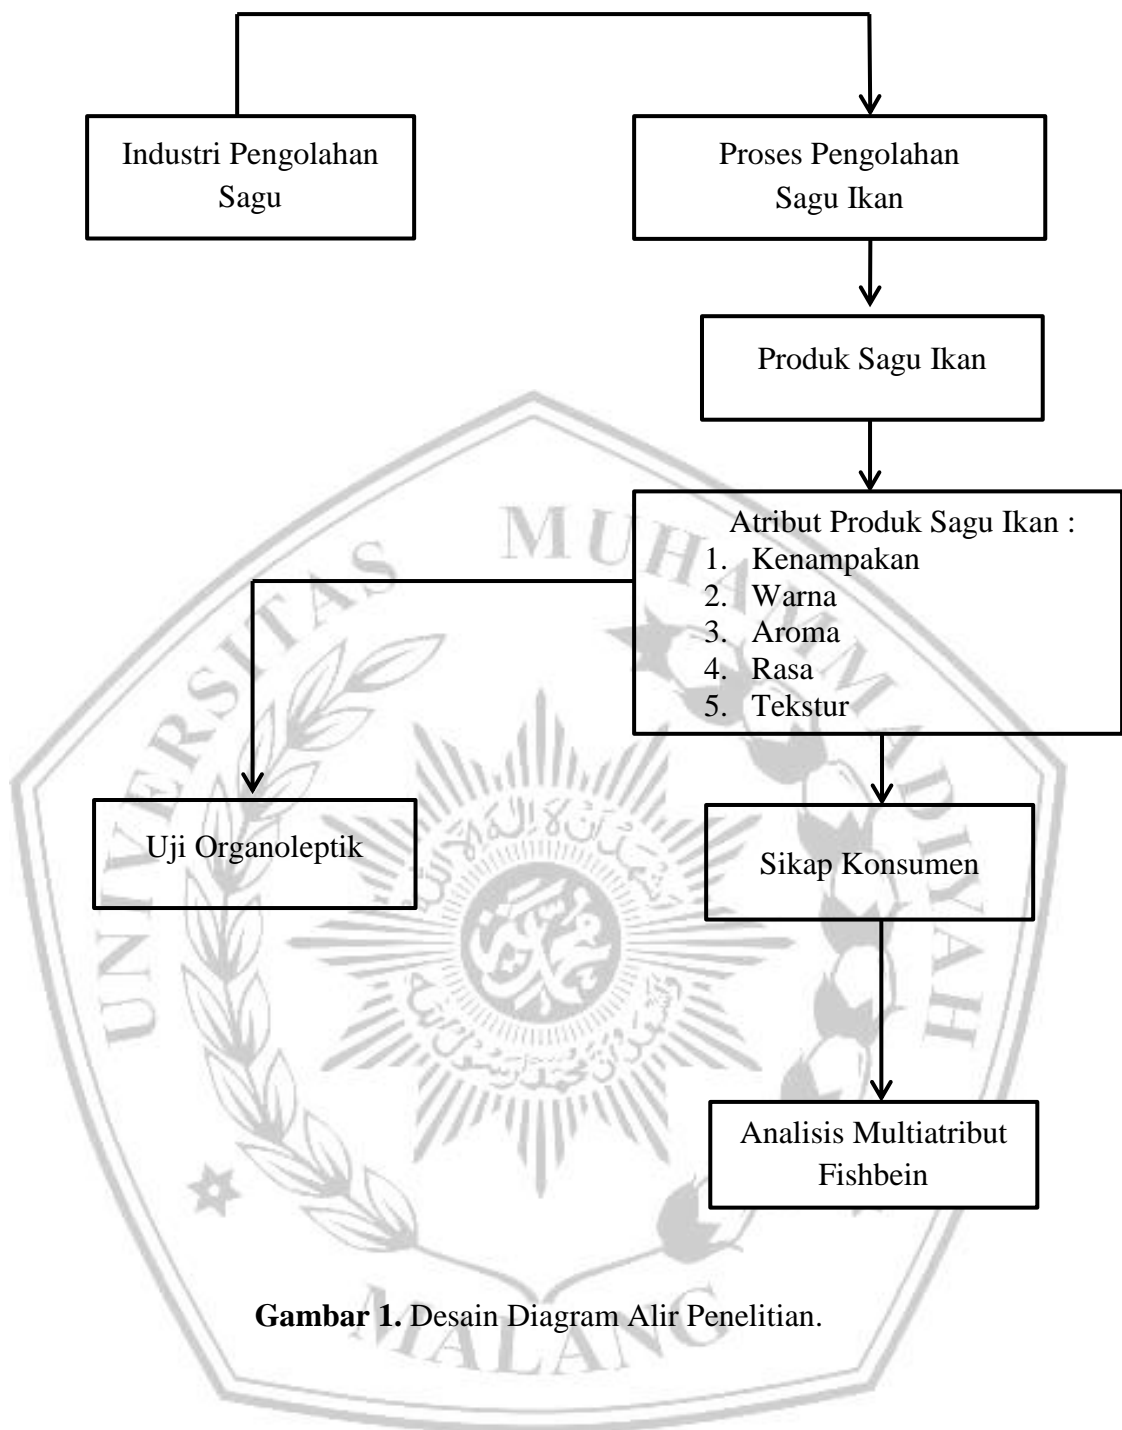 Industri Pengolahan
Sagu
Proses Pengolahan
Sagu Ikan
Produk Sagu Ikan
Atribut Produk Sagu Ikan :
1. Kenampakan
2. Warna
3. Aroma
4. Rasa
5. Tekstur
Uji Organoleptik
Sikap Konsumen
Analisis Multiatribut
Fishbein
Gambar 1. Desain Diagram Alir Penelitian.
UNIVERSITAS MUHAMMADIYAH
MALANG